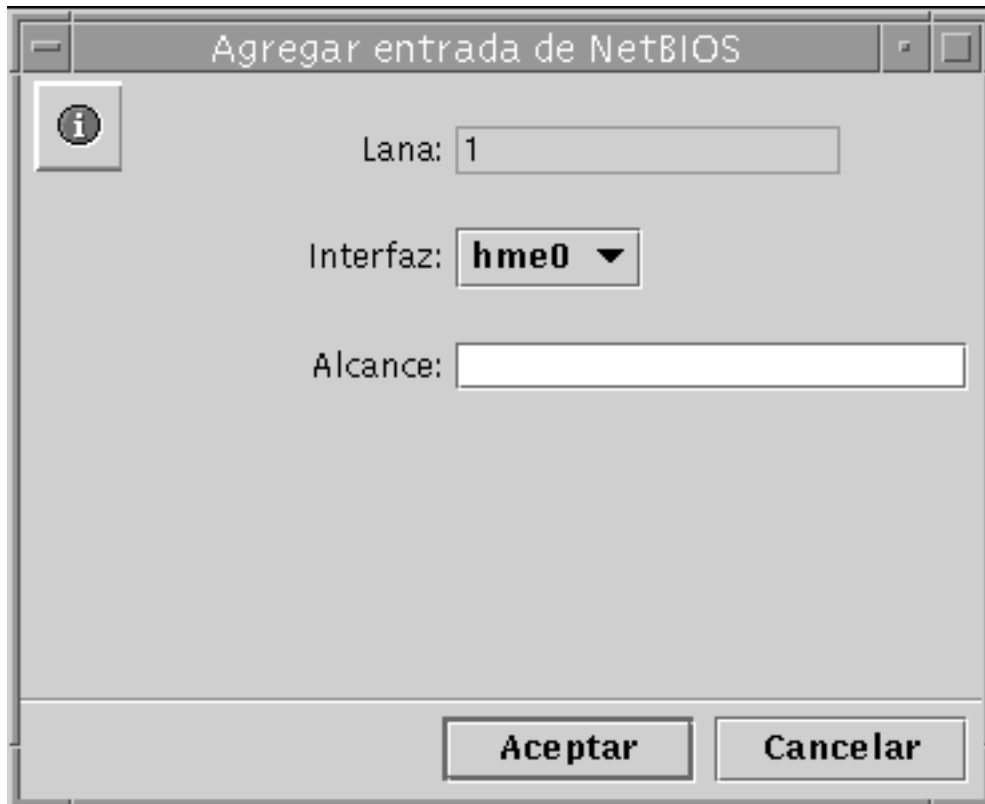 Agregar entrada de NetBIOS
Lana: 1
Interfaz: hme0
Alcance:
Aceptar Cancelar